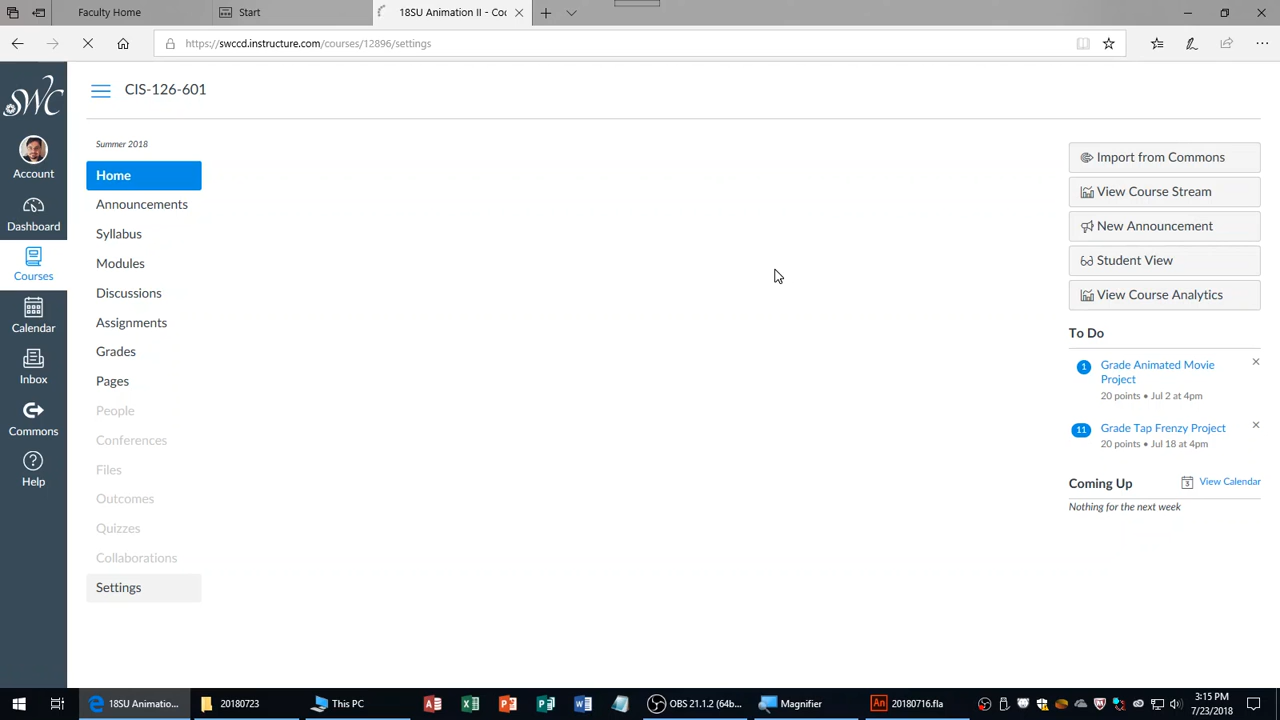 Faculty Home
Start
18SU Animation II - Coc
https://swccd.instructure.com/courses/12896/settings
SWC
CIS-126-601
Account
Dashboard
Courses
Calendar
Inbox
Commons
Help
Summer 2018
Home
Announcements
Syllabus
Modules
Discussions
Assignments
Grades
Pages
People
Conferences
Files
Outcomes
Quizzes
Collaborations
Settings
Import from Commons
View Course Stream
New Announcement
Student View
View Course Analytics
To Do
1 Grade Animated Movie
Project
20 points • Jul 2 at 4pm
11 Grade Tap Frenzy Project
20 points • Jul 18 at 4pm
Coming Up 3 View Calendar
Nothing for the next week
18SU Animatio...
20180723
This PC
OBS 21.1.2 (64b...
Magnifier
An 20180716.fla
3:15 PM
7/23/2018